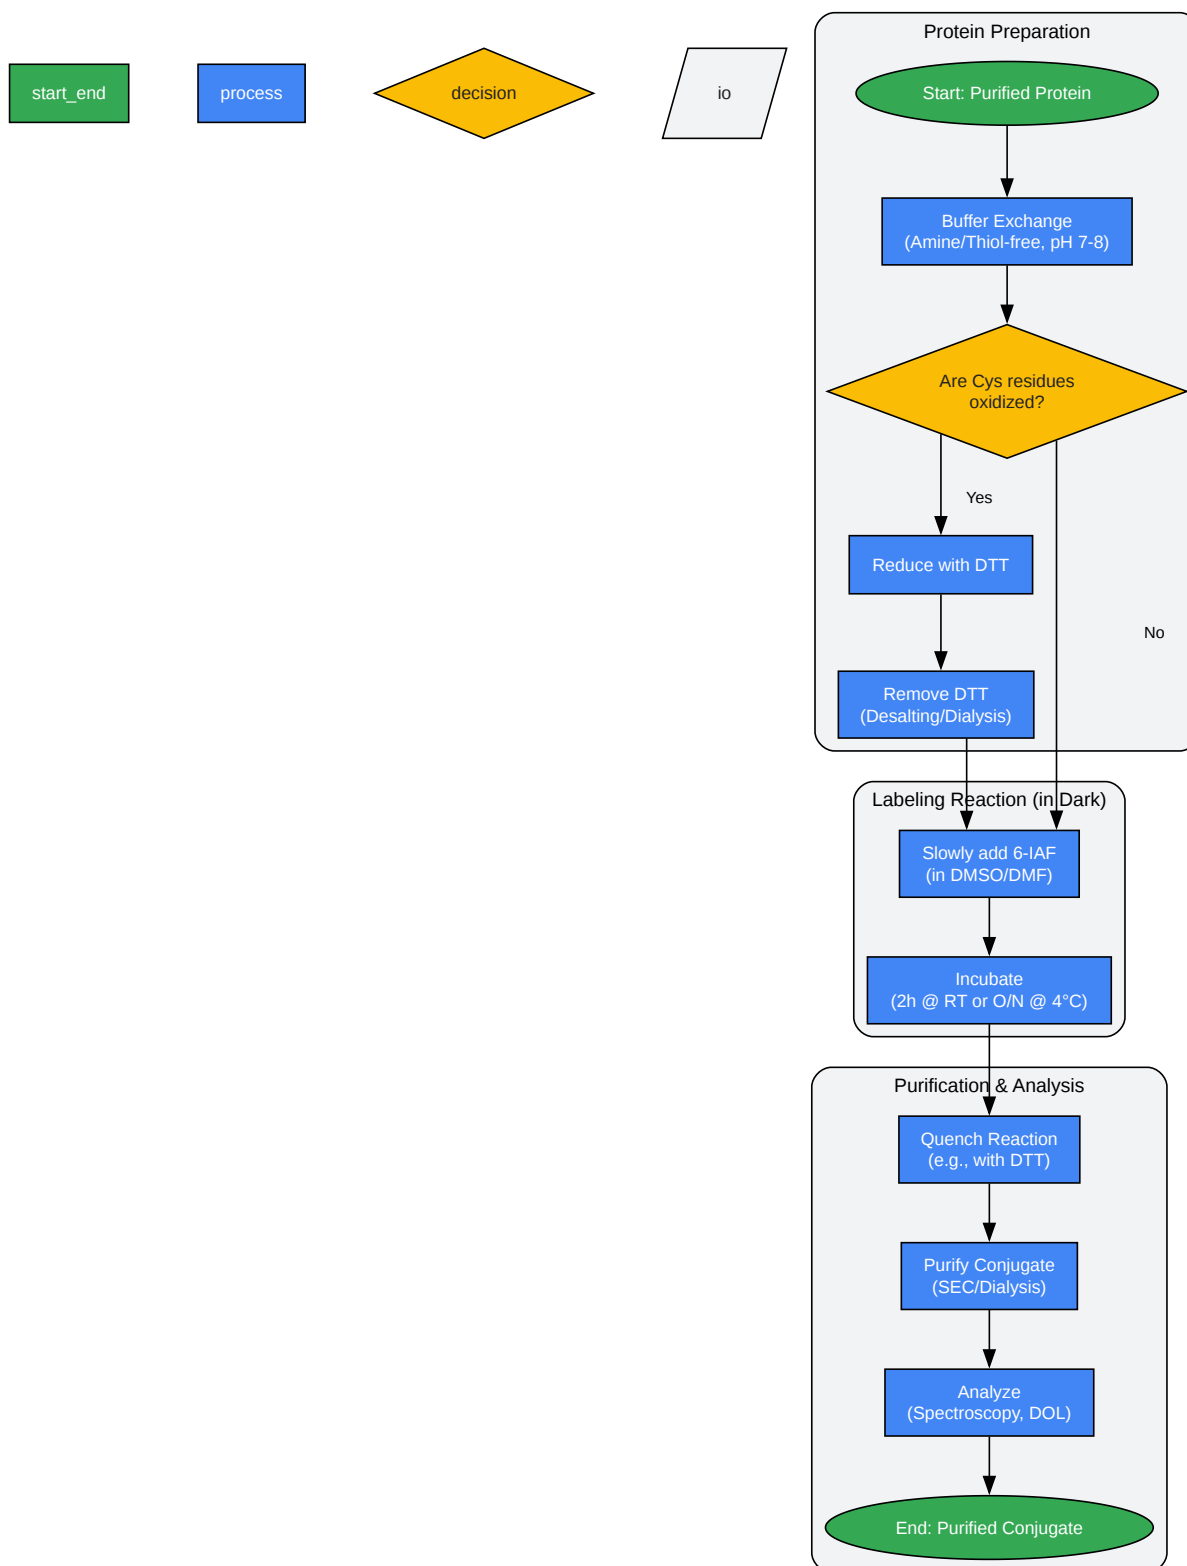 Protein Preparation
start_end
process
decision
io
Start: Purified Protein
Buffer Exchange
(Amine/Thiol-free, pH 7-8)
Are Cys residues
oxidized?
Yes
Reduce with DTT
No
Remove DTT
(Desalting/Dialysis)
Labeling Reaction (in Dark)
Slowly add 6-IAF
(in DMSO/DMF)
Incubate
(2h @ RT or O/N @ 4°C)
Purification & Analysis
Quench Reaction
(e.g., with DTT)
Purify Conjugate
(SEC/Dialysis)
Analyze
(Spectroscopy, DOL)
End: Purified Conjugate